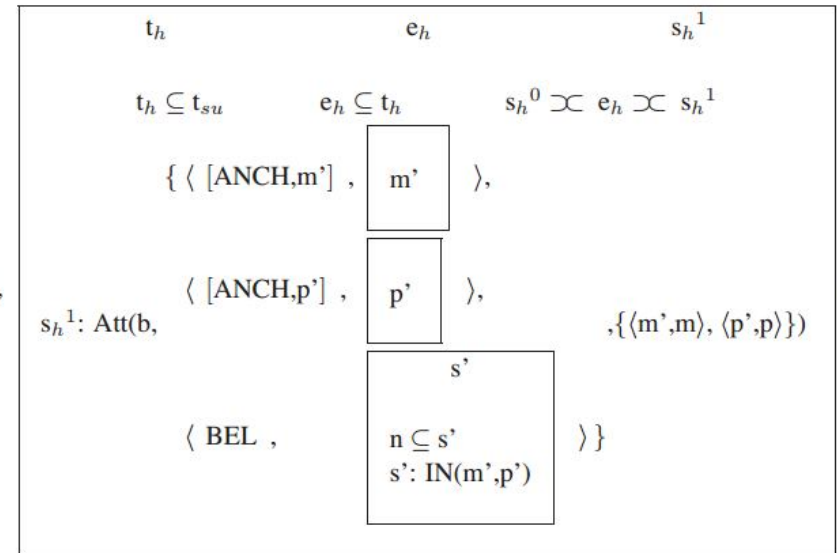 t_h e_h s_h^1
t_h ⊆ t_su e_h ⊆ t_h s_h^0 ⊃⊂ e_h ⊃⊂ s_h^1
{ ⟨ [ANCH,m’] , m’ ⟩,
⟨ [ANCH,p’] , p’ ⟩,
, s_h^1: Att(b, ,{⟨m’,m⟩, ⟨p’,p⟩})
s’
⟨ BEL , n ⊆ s’ ⟩ }
s’: IN(m’,p’)